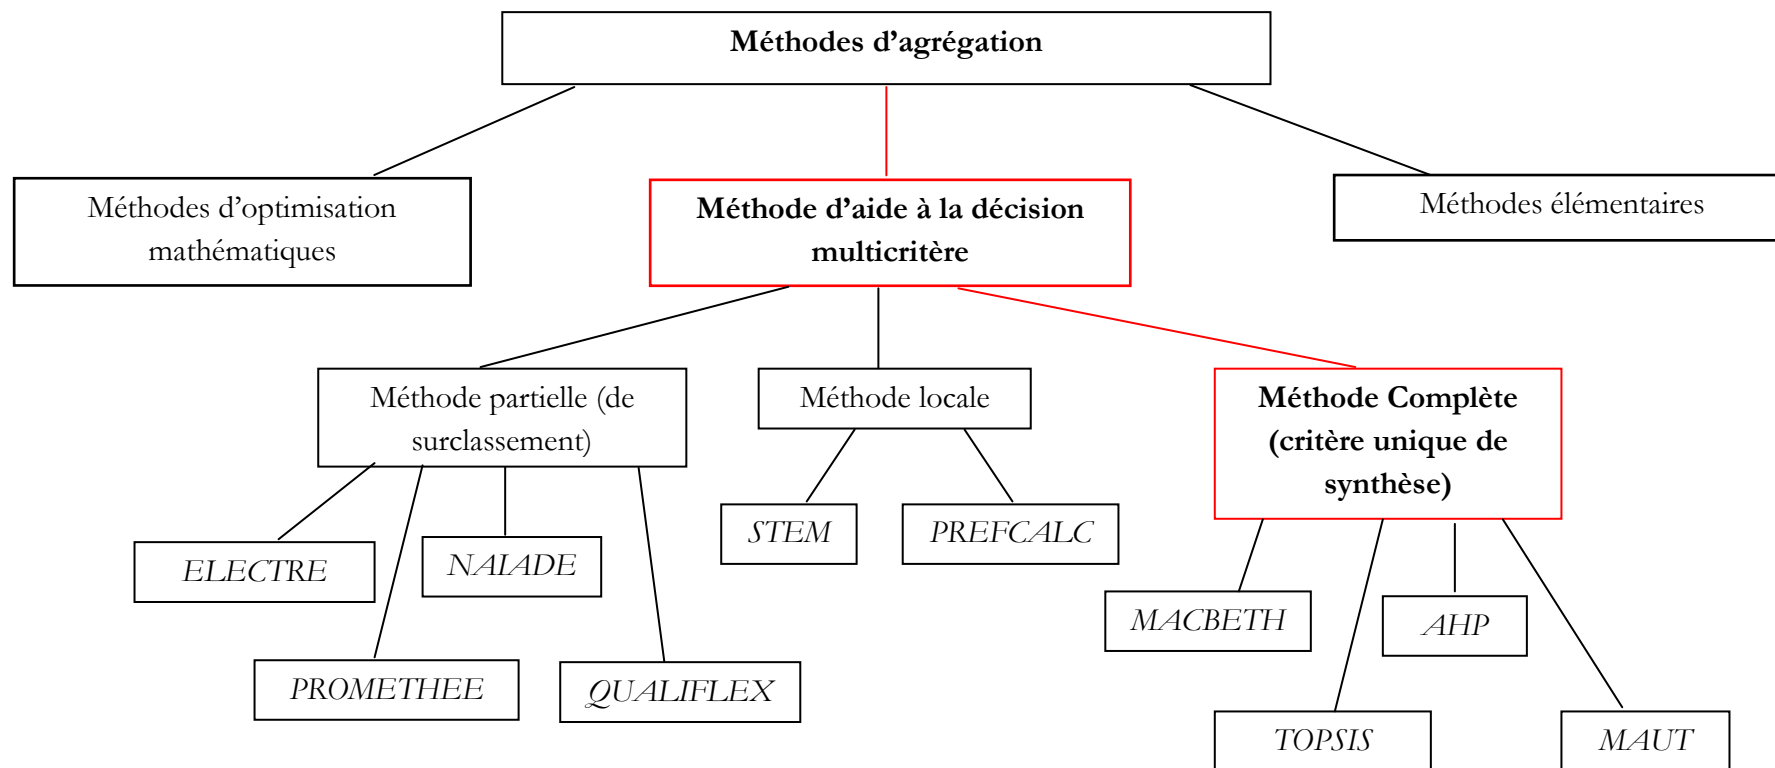 Méthodes d’agrégation
Méthodes d’optimisation
mathématiques
Méthode d’aide à la décision
multicritère
Méthodes élémentaires
Méthode partielle (de
surclassement)
Méthode locale
Méthode Complète
(critère unique de
synthèse)
ELECTRE
NAIADE
STEM
PREFCALC
MACBETH
AHP
PROMETHEE
QUALIFLEX
TOPSIS
MAUT